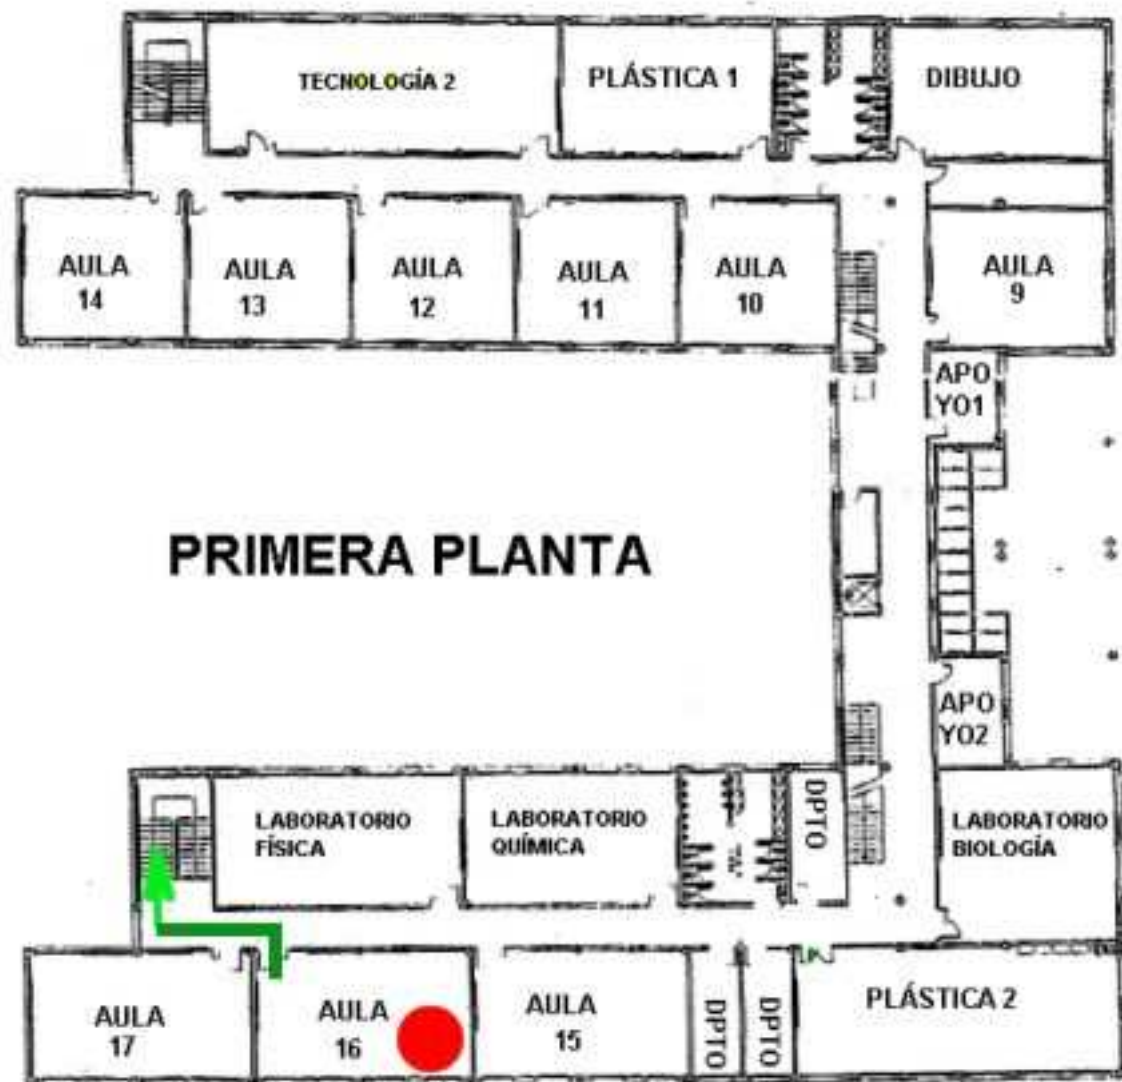 TECNOLOGÍA 2
PLÁSTICA 1
DIBUJO
AULA
14
AULA
13
AULA
12
AULA
11
AULA
10
AULA
9
APO
YO1
PRIMERA PLANTA
APO
YO2
LABORATORIO
FÍSICA
LABORATORIO
QUÍMICA
DPTO
LABORATORIO
BIOLOGÍA
AULA
17
AULA
16
AULA
15
DPTO
DPTO
PLÁSTICA 2